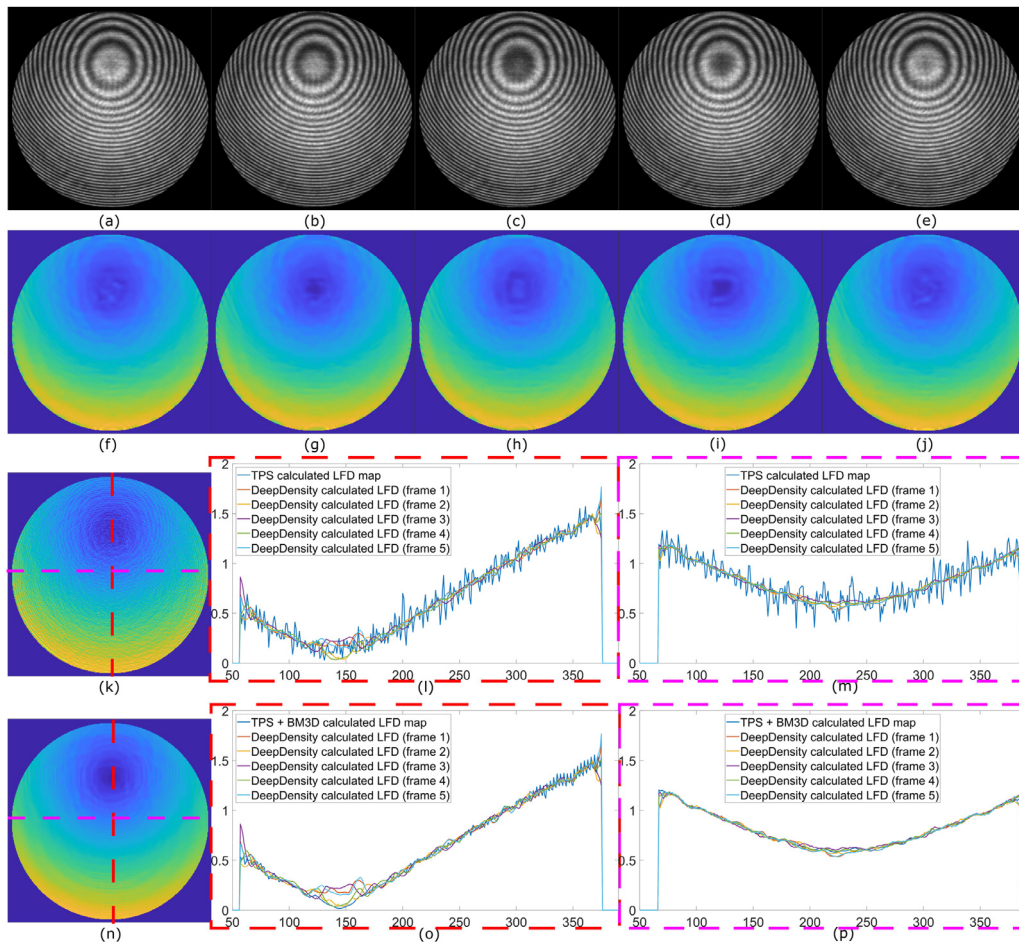 (a) (b) (c) (d) (e)
(f) (g) (h) (i) (j)
2
1.5
1
0.5
0
TPS calculated LFD map
DeepDensity calculated LFD (frame 1)
DeepDensity calculated LFD (frame 2)
DeepDensity calculated LFD (frame 3)
DeepDensity calculated LFD (frame 4)
DeepDensity calculated LFD (frame 5)
50 100 150 200 250 300 350
2
1.5
1
0.5
0
TPS calculated LFD map
DeepDensity calculated LFD (frame 1)
DeepDensity calculated LFD (frame 2)
DeepDensity calculated LFD (frame 3)
DeepDensity calculated LFD (frame 4)
DeepDensity calculated LFD (frame 5)
50 100 150 200 250 300 350
(k) (l) (m)
2
1.5
1
0.5
0
TPS + BM3D calculated LFD map
DeepDensity calculated LFD (frame 1)
DeepDensity calculated LFD (frame 2)
DeepDensity calculated LFD (frame 3)
DeepDensity calculated LFD (frame 4)
DeepDensity calculated LFD (frame 5)
50 100 150 200 250 300 350
2
1.5
1
0.5
0
TPS + BM3D calculated LFD map
DeepDensity calculated LFD (frame 1)
DeepDensity calculated LFD (frame 2)
DeepDensity calculated LFD (frame 3)
DeepDensity calculated LFD (frame 4)
DeepDensity calculated LFD (frame 5)
50 100 150 200 250 300 350
(n) (o) (p)